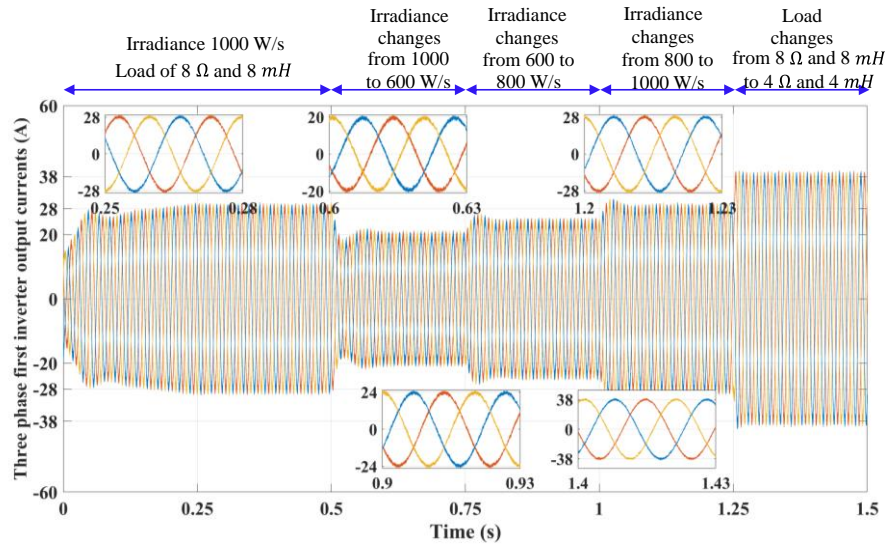 Irradiance 1000 W/s
Load of 8 Ω and 8 mH
Irradiance
changes
from 1000
to 600 W/s
Irradiance
changes
from 600 to
800 W/s
Irradiance
changes
from 800 to
1000 W/s
Load
changes
from 8 Ω and 8 mH
to 4 Ω and 4 mH
Three phase first inverter output currents (A)
60
38
28
20
0
-20
-28
-38
-60
28
0
-28
0.25
0.28
20
0
-20
0.6
0.63
28
0
-28
1.2
1.23
24
0
-24
0.9
0.93
38
0
-38
1.4
1.43
0
0.25
0.5
0.75
1
1.25
1.5
Time (s)